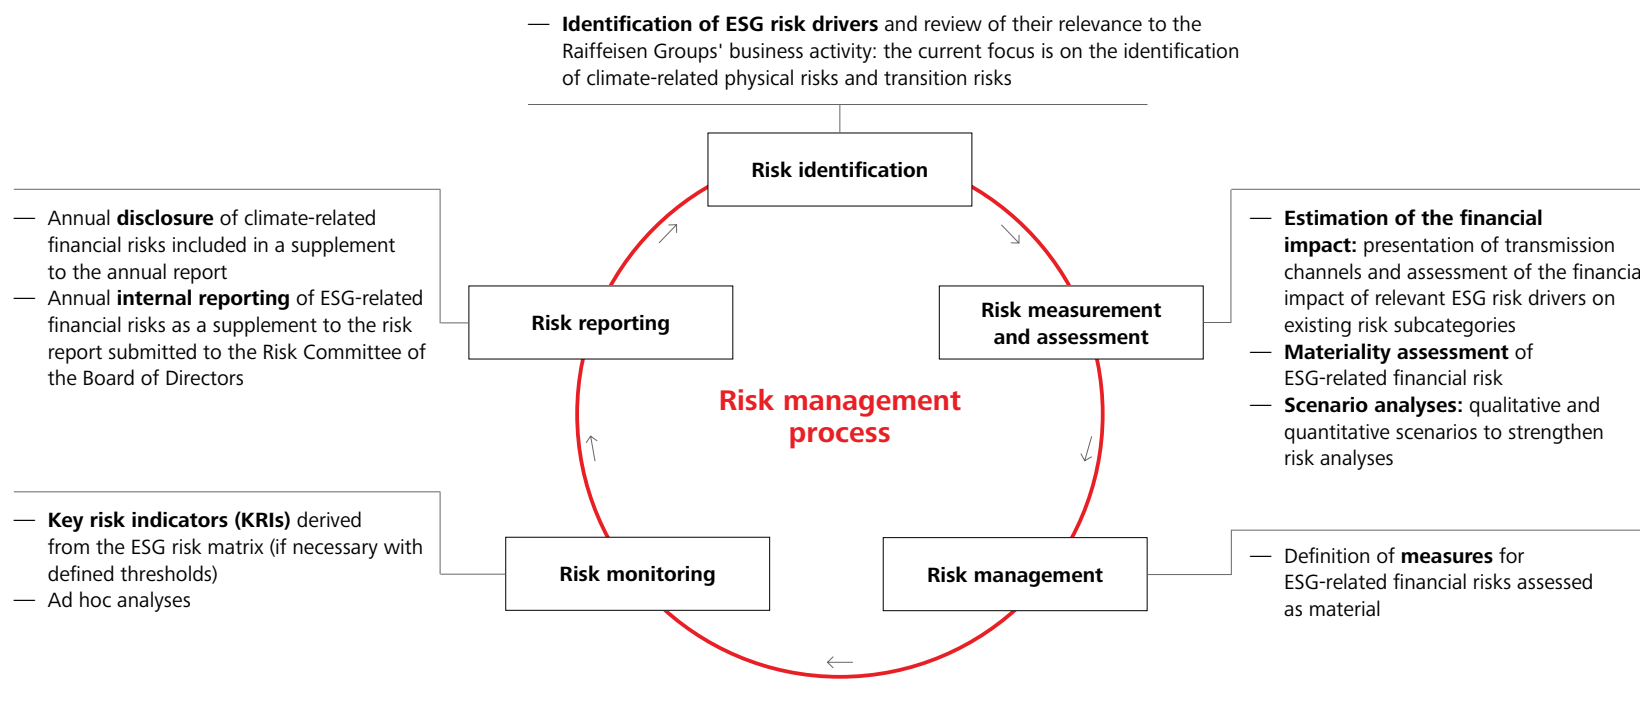 — Identification of ESG risk drivers and review of their relevance to the
Raiffeisen Groups' business activity: the current focus is on the identification
of climate-related physical risks and transition risks
Risk identification
— Annual disclosure of climate-related
financial risks included in a supplement
to the annual report
— Annual internal reporting of ESG-related
financial risks as a supplement to the risk
report submitted to the Risk Committee of
the Board of Directors
Risk reporting
Risk measurement
and assessment
— Estimation of the financial
impact: presentation of transmission
channels and assessment of the financia
impact of relevant ESG risk drivers on
existing risk subcategories
— Materiality assessment of
ESG-related financial risk
— Scenario analyses: qualitative and
quantitative scenarios to strengthen
risk analyses
Risk management
process
— Key risk indicators (KRIs) derived
from the ESG risk matrix (if necessary with
defined thresholds)
— Ad hoc analyses
Risk monitoring
Risk management
— Definition of measures for
ESG-related financial risks assessed
as material